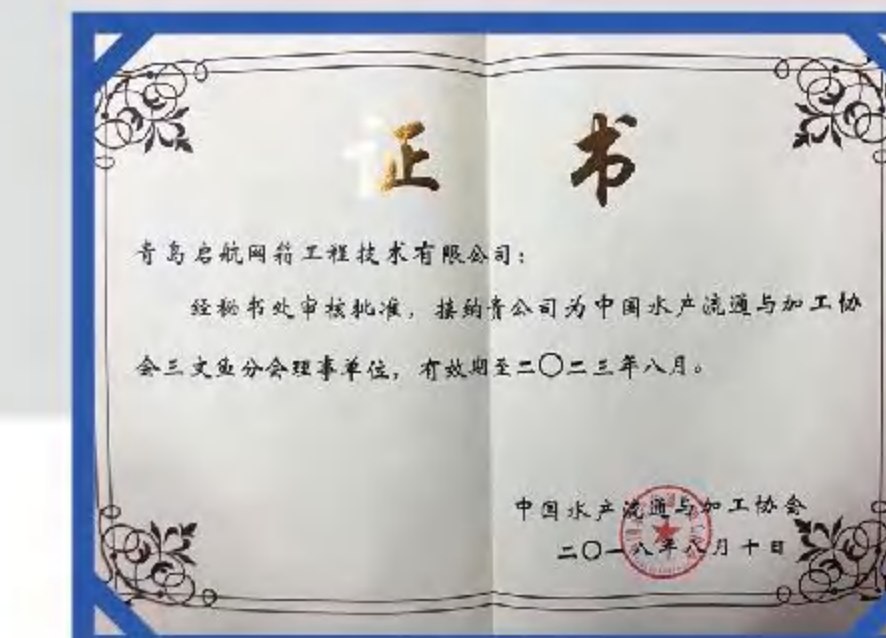 证 书
青岛启航网箱工程技术有限公司：
经秘书处审核批准，接纳贵公司为中国水产流通与加工协
会三文鱼分会理事单位，有效期至二〇二三年八月。
中国水产流通与加工协会
二〇一八年八月十日